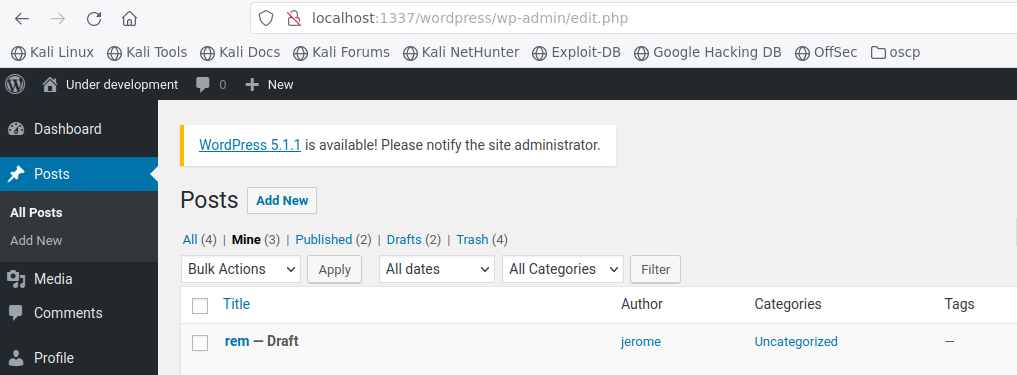 localhost:1337/wordpress/wp-admin/edit.php
Kali Linux Kali Tools Kali Docs Kali Forums Kali NetHunter Exploit-DB Google Hacking DB OffSec oscp
Under development 0 New
Dashboard
Posts
All Posts
Add New
Media
Comments
Profile
WordPress 5.1.1 is available! Please notify the site administrator.
Posts Add New
All (4) | Mine (3) | Published (2) | Drafts (2) | Trash (4)
Bulk Actions Apply All dates All Categories Filter
Title Author Categories Tags
rem — Draft jerome Uncategorized —